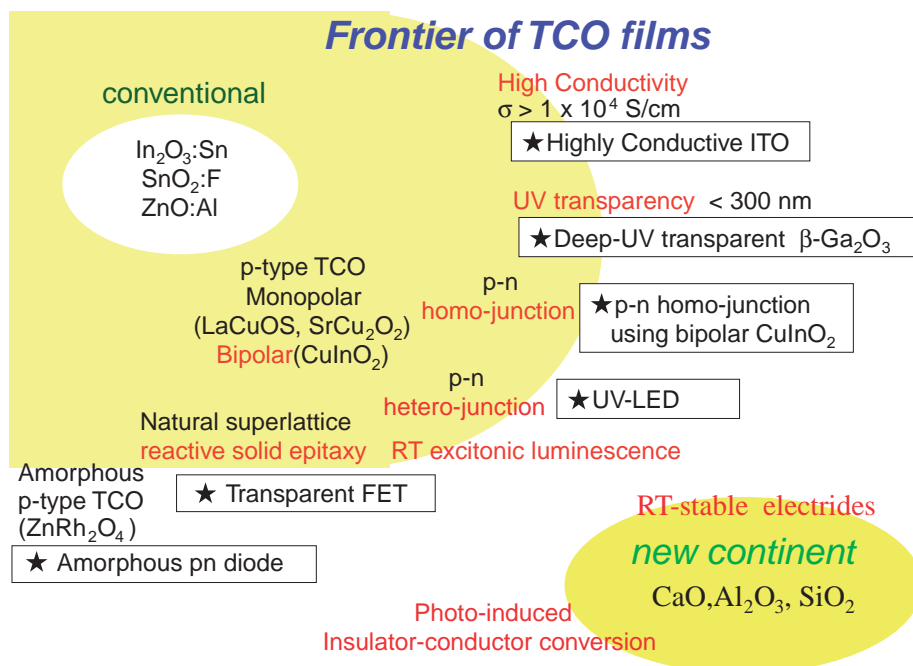 Frontier of TCO films
High Conductivity
σ > 1 x 10⁴ S/cm
★Highly Conductive ITO
conventional
In₂O₃:Sn
SnO₂:F
ZnO:Al
UV transparency < 300 nm
★Deep-UV transparent β-Ga₂O₃
p-type TCO
Monopolar
(LaCuOS, SrCu₂O₂)
Bipolar(CuInO₂)
p-n
homo-junction
★p-n homo-junction
using bipolar CuInO₂
p-n
hetero-junction
★UV-LED
Natural superlattice
reactive solid epitaxy
RT excitonic luminescence
Amorphous
p-type TCO
(ZnRh₂O₄)
★ Transparent FET
★ Amorphous pn diode
RT-stable electrides
new continent
CaO,Al₂O₃, SiO₂
Photo-induced
Insulator-conductor conversion